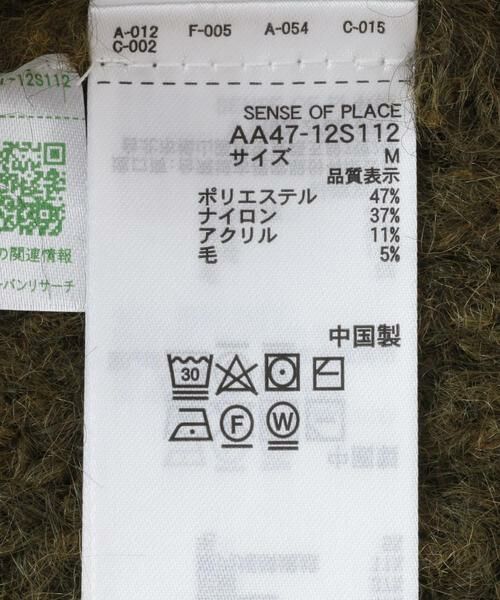 A-012 F-005 A-054 C-015
C-002
-12S112
SENSE OF PLACE
AA47-12S112
サイズ M
品質表示
ポリエステル 47%
ナイロン 37%
アクリル 11%
毛 5%
の関連情報
バンリサーチ
中国製
30
F W